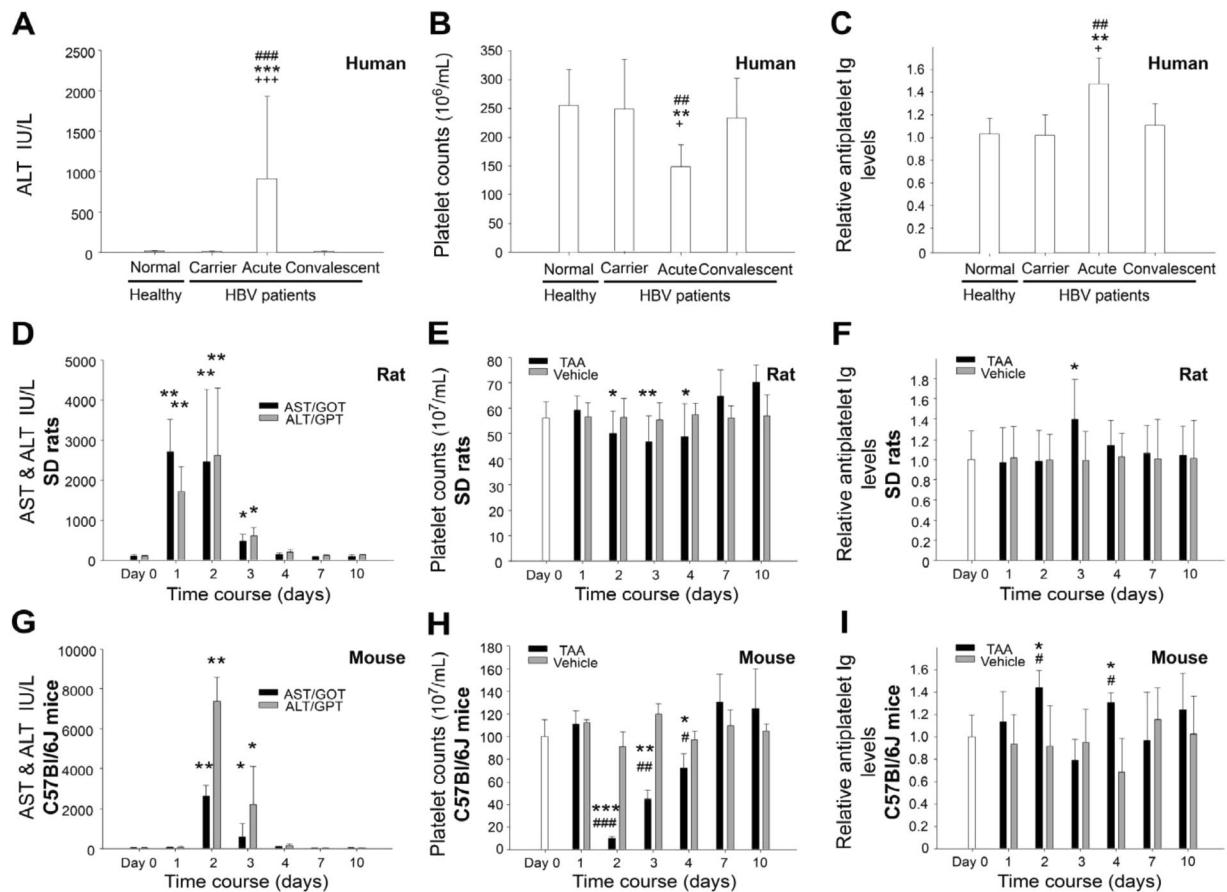 A
ALT IU/L
2500
2000
1500
1000
500
0
###
***
+++
Human
Normal Carrier Acute Convalescent
Healthy HBV patients
B
Platelet counts (10⁶/mL)
350
300
250
200
150
100
50
0
##
**
+
Human
Normal Carrier Acute Convalescent
Healthy HBV patients
C
Relative antiplatelet Ig
levels
1.6
1.4
1.2
1.0
0.8
0.6
0.4
1.2
0
##
**
+
Human
Normal Carrier Acute Convalescent
Healthy HBV patients
D
AST & ALT IU/L
SD rats
5000
4000
3000
2000
1000
0
** ** ** ** * *
Rat
AST/GOT
ALT/GPT
Day 0 1 2 3 4 7 10
Time course (days)
E
Platelet counts (10⁷/mL)
SD rats
80
70
60
50
40
30
20
10
0
TAA
Vehicle
* ** *
Rat
Day 0 1 2 3 4 7 10
Time course (days)
F
Relative antiplatelet Ig
levels
SD rats
1.8
1.6
1.4
1.2
1.0
0.8
0.6
0.4
0.2
0
TAA
Vehicle
*
Rat
Day 0 1 2 3 4 7 10
Time course (days)
G
AST & ALT IU/L
C57Bl/6J mice
10000
8000
6000
4000
2000
0
** ** * *
Mouse
AST/GOT
ALT/GPT
Day 0 1 2 3 4 7 10
Time course (days)
H
Platelet counts (10⁷/mL)
C57Bl/6J mice
180
160
140
120
100
80
60
40
20
0
TAA
Vehicle
*** ** *
### ## #
Mouse
Day 0 1 2 3 4 7 10
Time course (days)
I
Relative antiplatelet Ig
levels
C57Bl/6J mice
1.6
1.4
1.2
1.0
0.8
0.6
0.4
0.2
0
TAA
Vehicle
* *
# #
Mouse
Day 0 1 2 3 4 7 10
Time course (days)